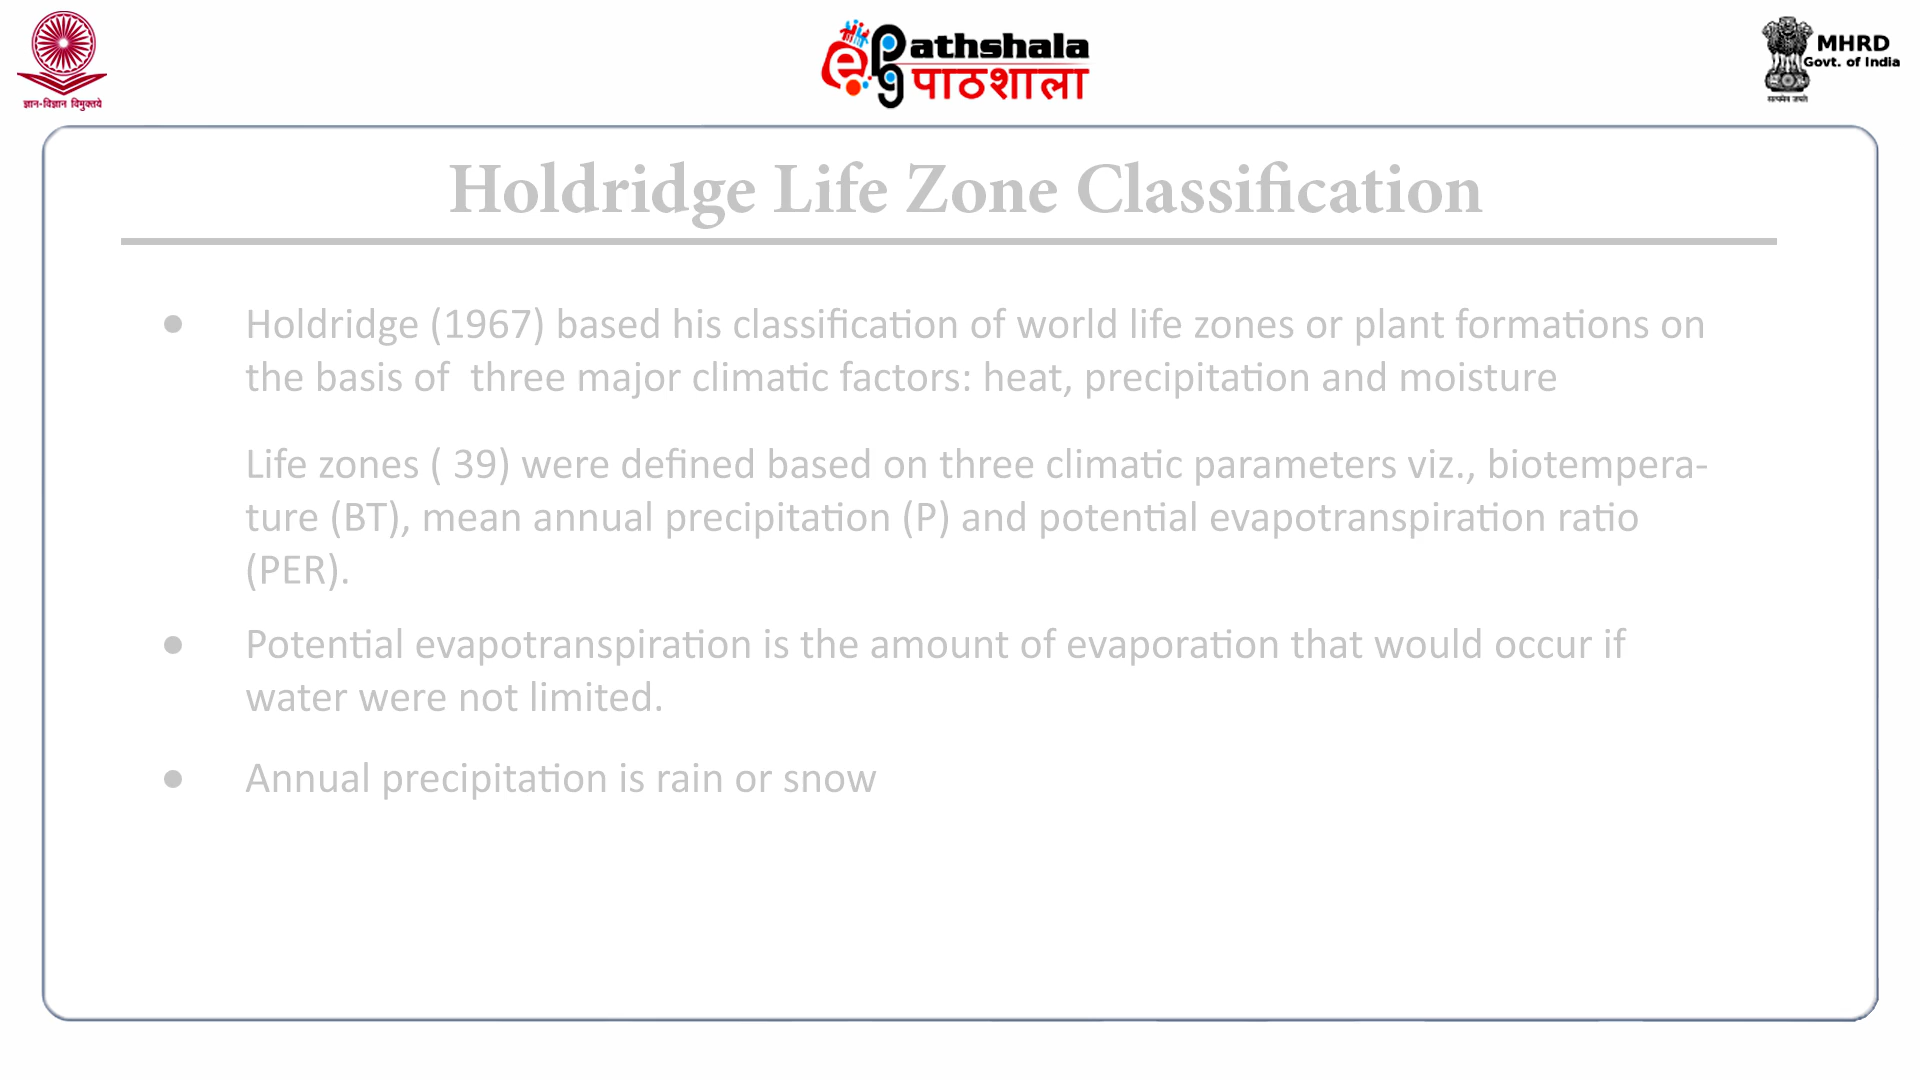 ज्ञान-विज्ञान विमुक्तये
ePathshala
पाठशाला
MHRD
Govt. of India
सत्यमेव जयते
Holdridge Life Zone Classification
● Holdridge (1967) based his classification of world life zones or plant formations on
the basis of  three major climatic factors: heat, precipitation and moisture
Life zones ( 39) were defined based on three climatic parameters viz., biotempera-
ture (BT), mean annual precipitation (P) and potential evapotranspiration ratio
(PER).
● Potential evapotranspiration is the amount of evaporation that would occur if
water were not limited.
● Annual precipitation is rain or snow